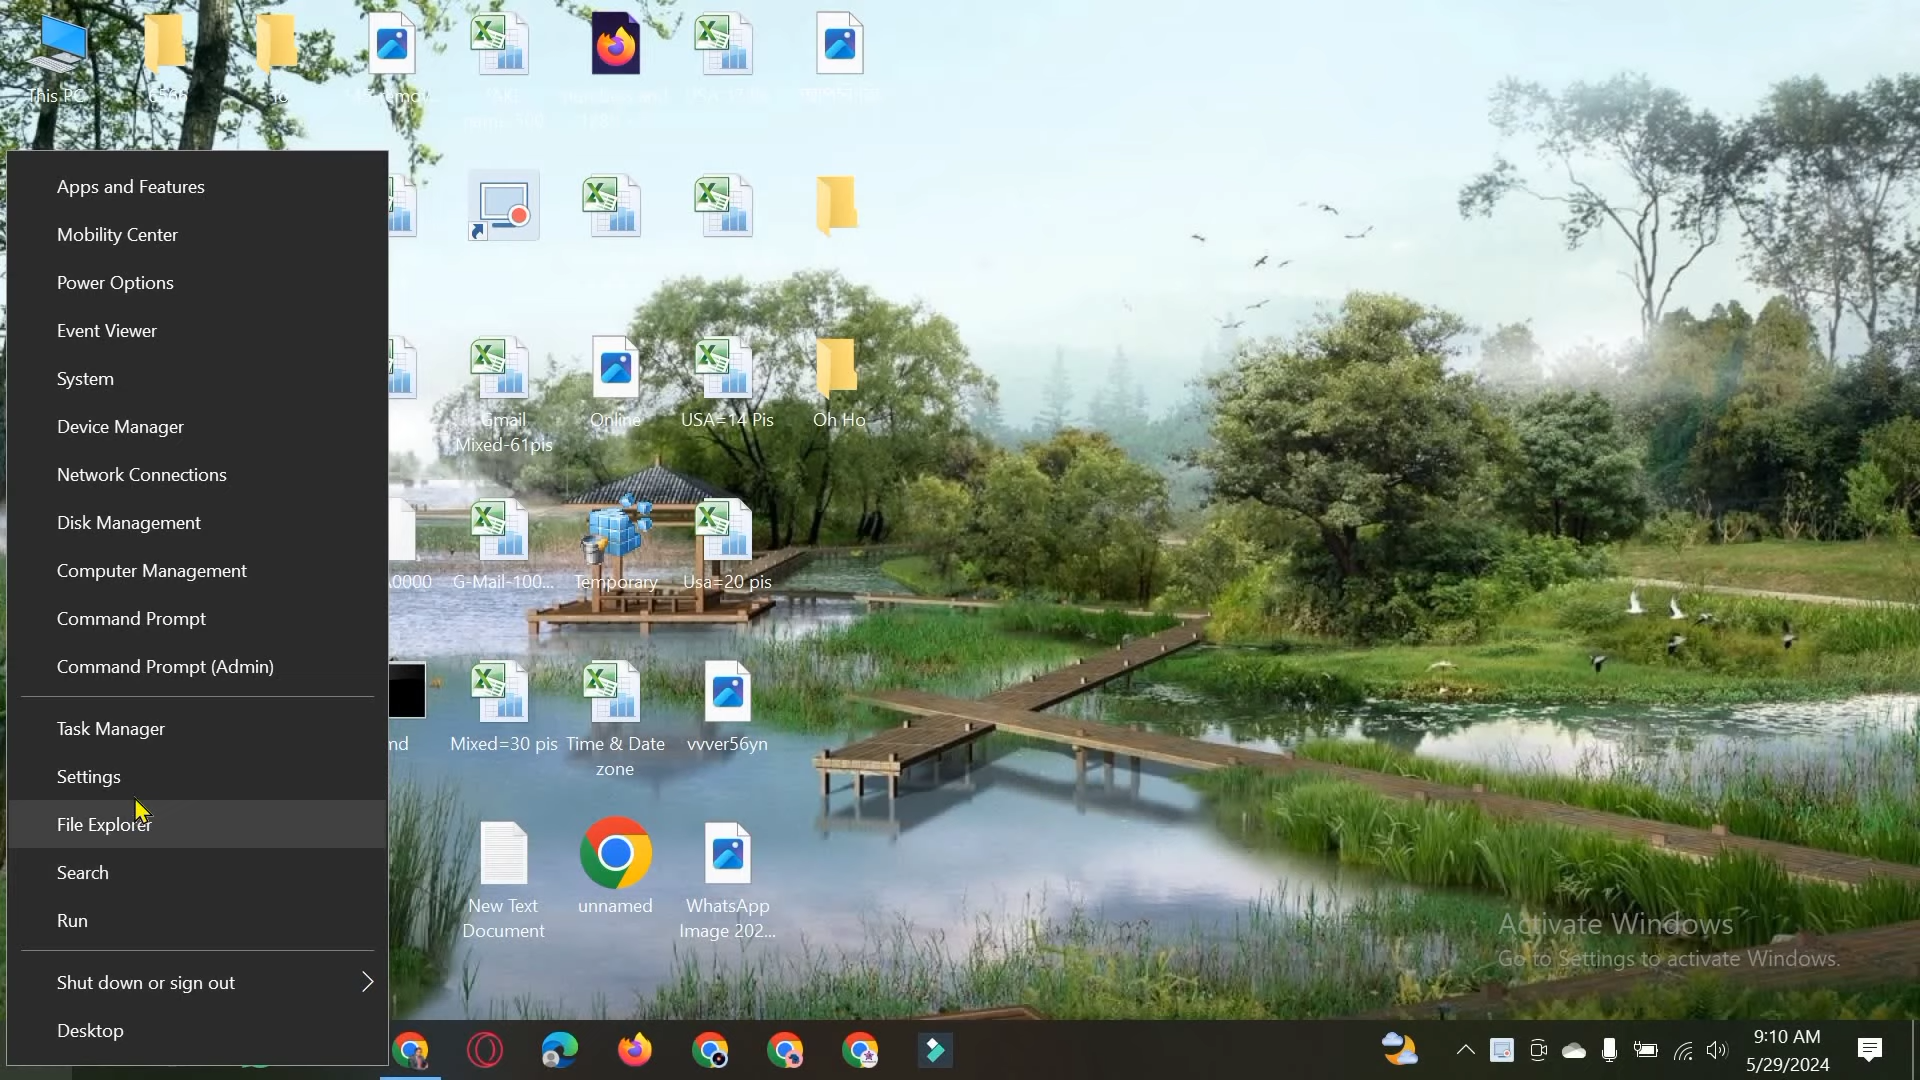 This PC
Apps and Features
Mobility Center
Power Options
Event Viewer
System
Device Manager
Network Connections
Disk Management
Computer Management
Command Prompt
Command Prompt (Admin)
Task Manager
Settings
File Explorer
Search
Run
Shut down or sign out
Desktop
Gmail
Mixed-61pis
Online
USA=14 Pis
Oh Ho
G-Mail-100...
Temporary
Usa=20 pis
Mixed=30 pis
Time & Date
zone
vvver56yn
New Text
Document
unnamed
WhatsApp
Image 202...
Activate Windows
Go to Settings to activate Windows.
9:10 AM
5/29/2024